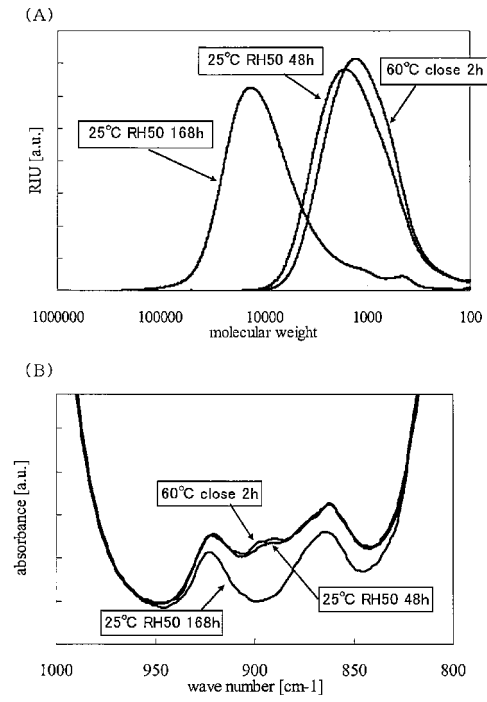 (A)
25℃ RH50 48h
60℃ close 2h
25℃ RH50 168h
RIU [a.u.]
1000000 100000 10000 1000 100
molecular weight
(B)
absorbance [a.u.]
60℃ close 2h
25℃ RH50 168h
25℃ RH50 48h
1000 950 900 850 800
wave number [cm-1]